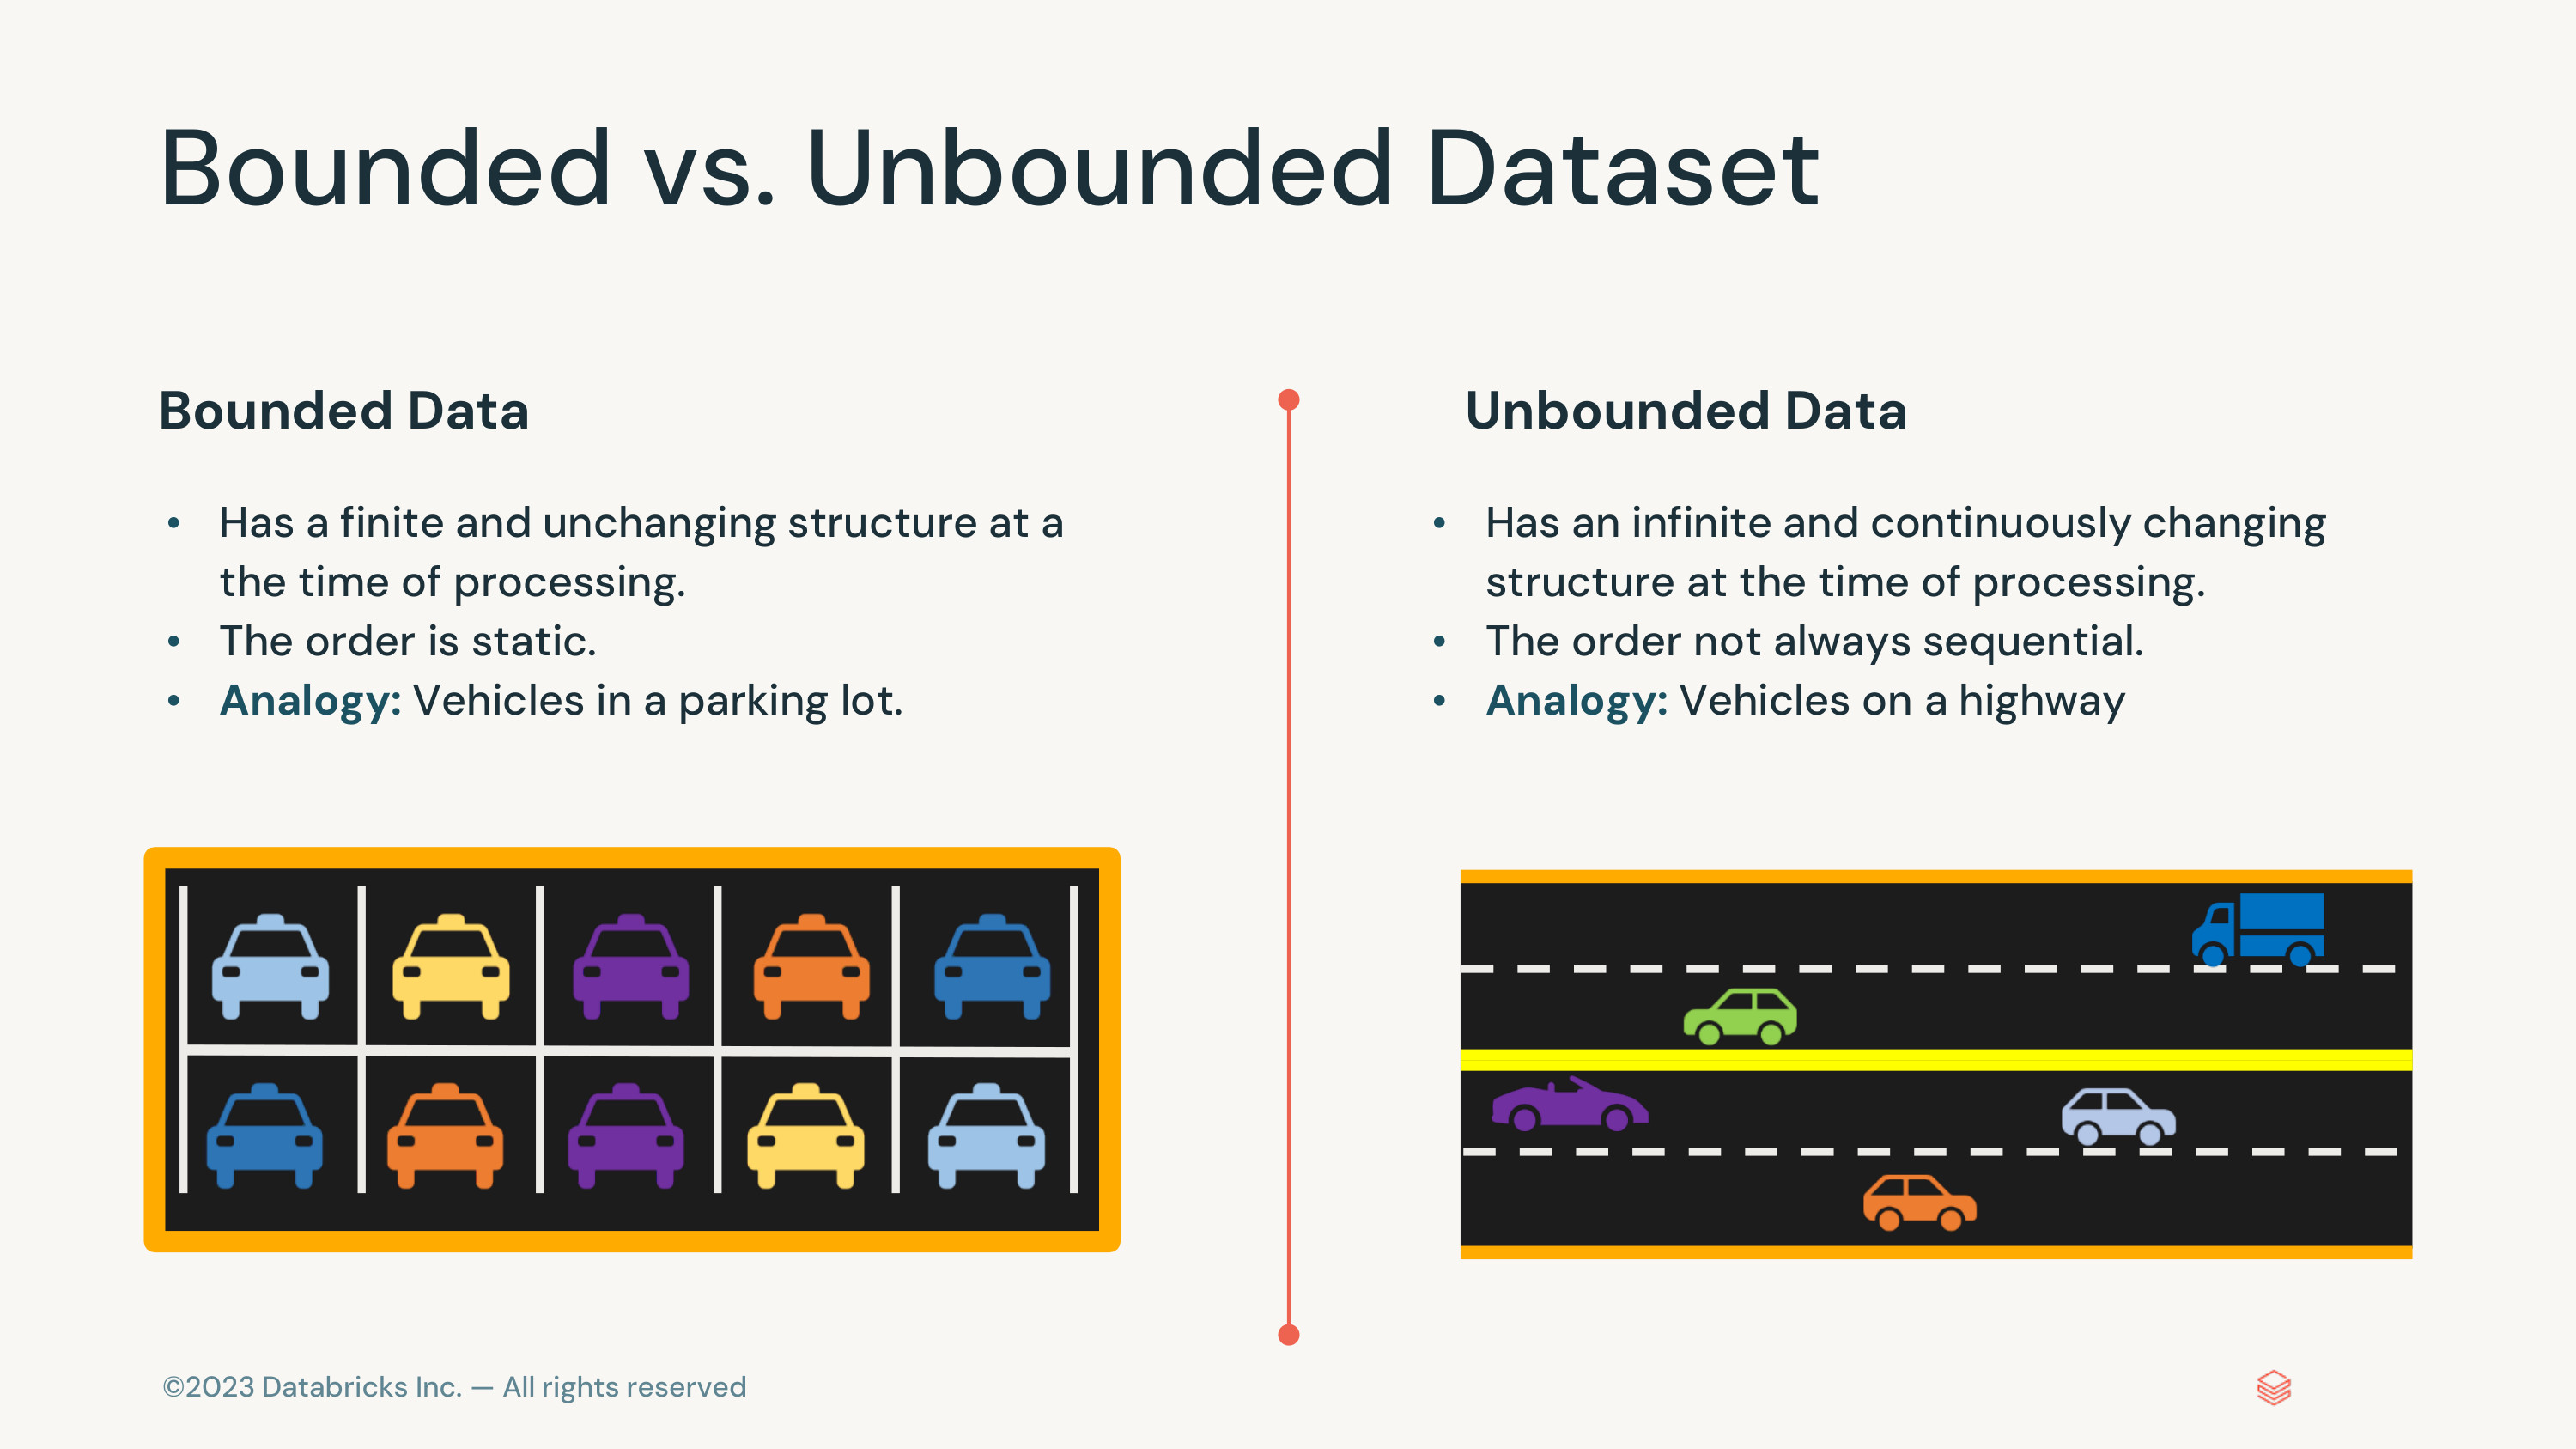 Bounded vs. Unbounded Dataset
Bounded Data
• Has a finite and unchanging structure at a
the time of processing.
• The order is static.
• Analogy: Vehicles in a parking lot.
Unbounded Data
• Has an infinite and continuously changing
structure at the time of processing.
• The order not always sequential.
• Analogy: Vehicles on a highway
©2023 Databricks Inc. — All rights reserved